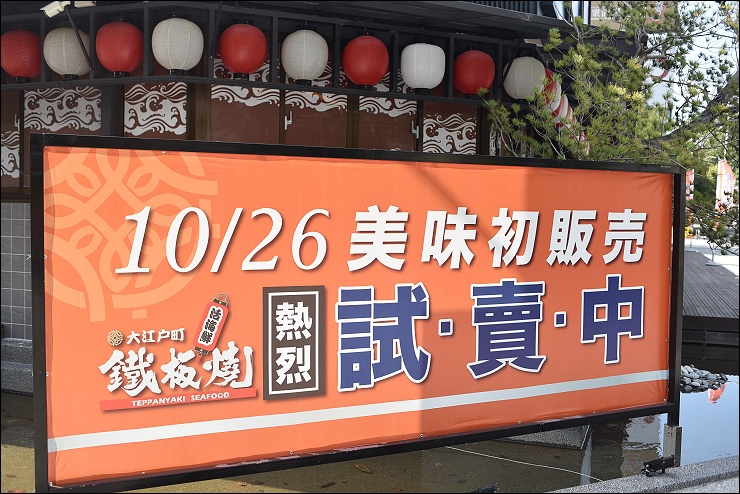 10/26 美味初販売
熱烈
試·賣·中
大江戸町
活海鮮
鐵板燒
TEPPANYAKI SEAFOOD